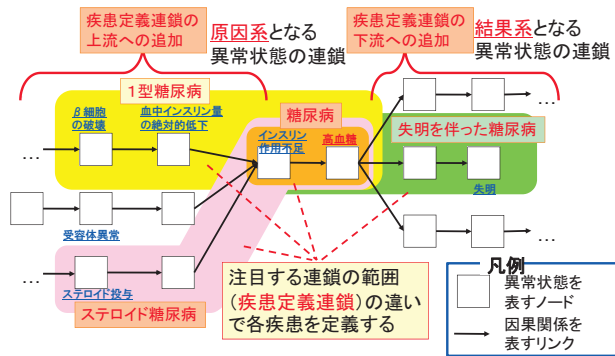 疾患定義連鎖の
上流への追加
原因系となる
異常状態の連鎖
疾患定義連鎖の
下流への追加
結果系となる
異常状態の連鎖
1型糖尿病
β細胞
の破壊
血中インスリン量
の絶対的低下
糖尿病
インスリン
作用不足
高血糖
失明を伴った糖尿病
失明
...
...
...
...
...
受容体異常
ステロイド投与
ステロイド糖尿病
注目する連鎖の範囲
(疾患定義連鎖)の違い
で各疾患を定義する
凡例
異常状態を
表すノード
因果関係を
表すリンク